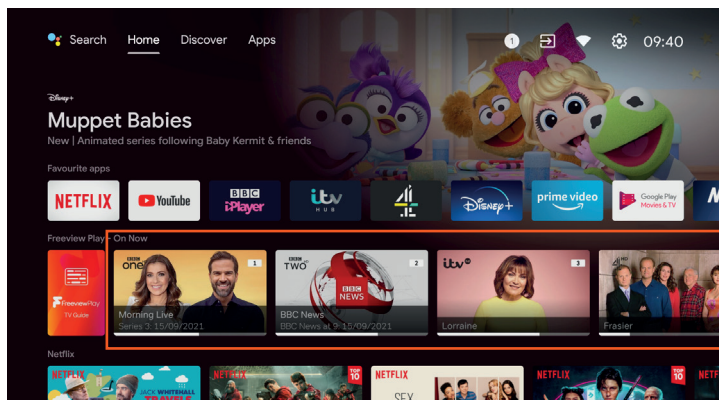 Search Home Discover Apps 1 09:40
Disney+
Muppet Babies
New | Animated series following Baby Kermit & friends
Favourite apps
NETFLIX YouTube BBC iPlayer itv HUB 4 Disney+ prime video Google Play Movies & TV N
Freeview Play - On Now
FreeviewPlay
TV Guide
BBC one 1
Morning Live
Series 3: 15/09/2021
BBC TWO 2
BBC NEWS
BBC News
BBC News at 9: 15/09/2021
itv 3
Lorraine
4
Frasier
Netflix
NETFLIX JACK WHITEHALL
NETFLIX TOP 10
NETFLIX SEX
NETFLIX TOP 10
NETF